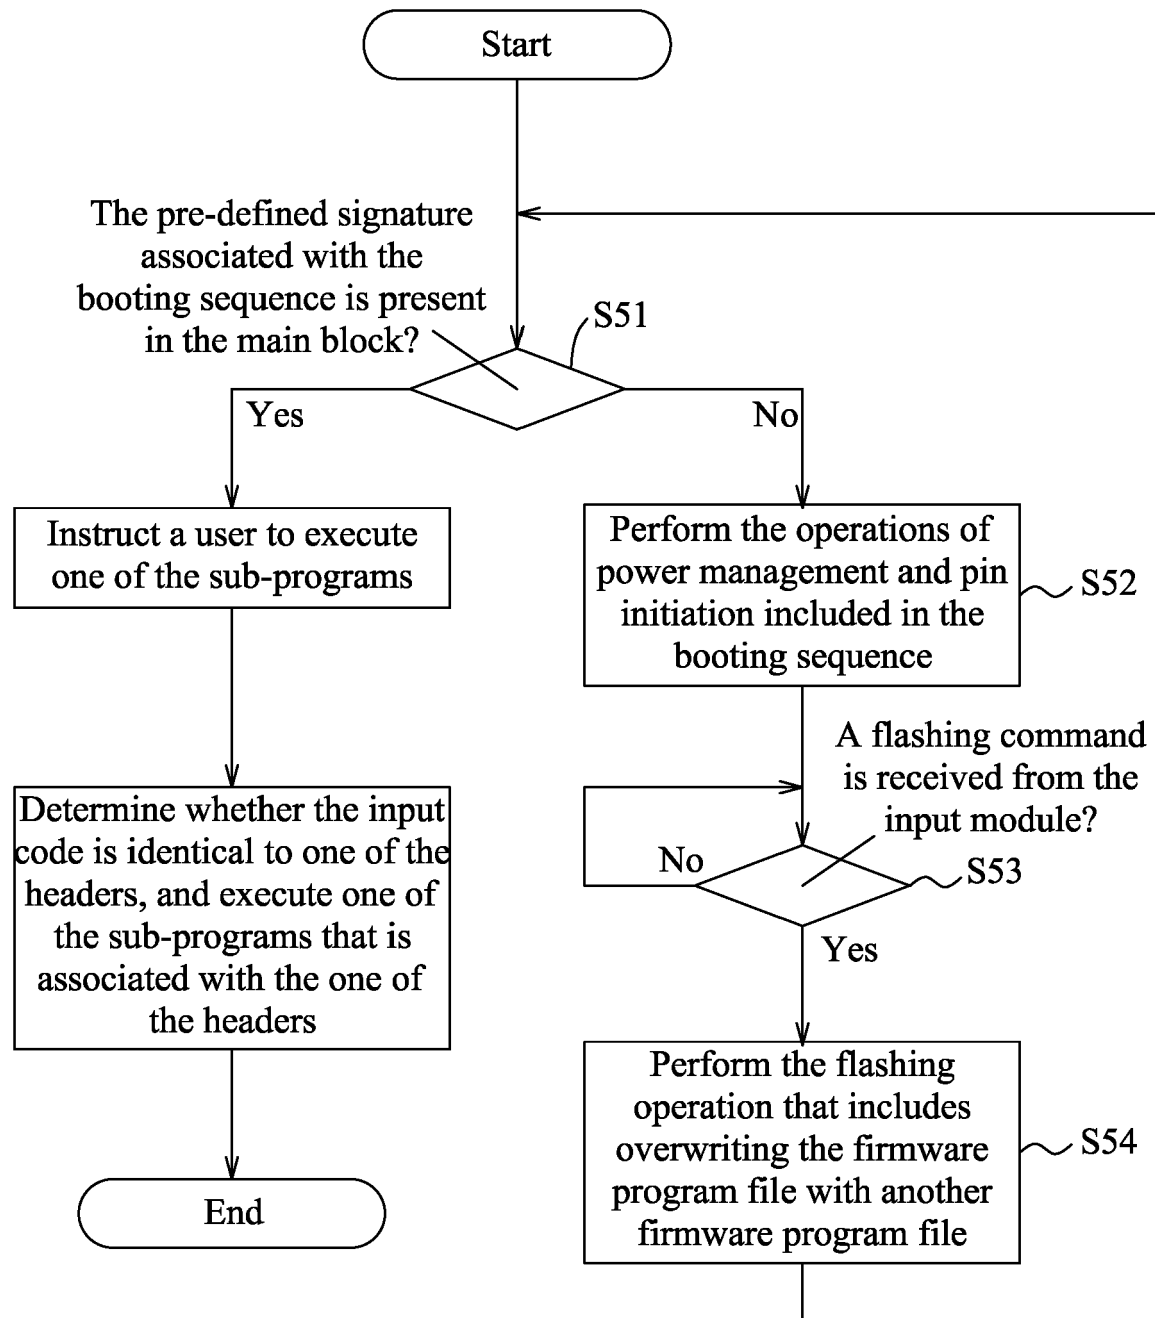 Start
The pre-defined signature
associated with the
booting sequence is present
in the main block?
S51
Yes
No
Instruct a user to execute
one of the sub-programs
Perform the operations of
power management and pin
initiation included in the
booting sequence
S52
A flashing command
is received from the
input module?
Determine whether the input
code is identical to one of the
headers, and execute one of
the sub-programs that is
associated with the one of
the headers
No
S53
Yes
Perform the flashing
operation that includes
overwriting the firmware
program file with another
firmware program file
S54
End